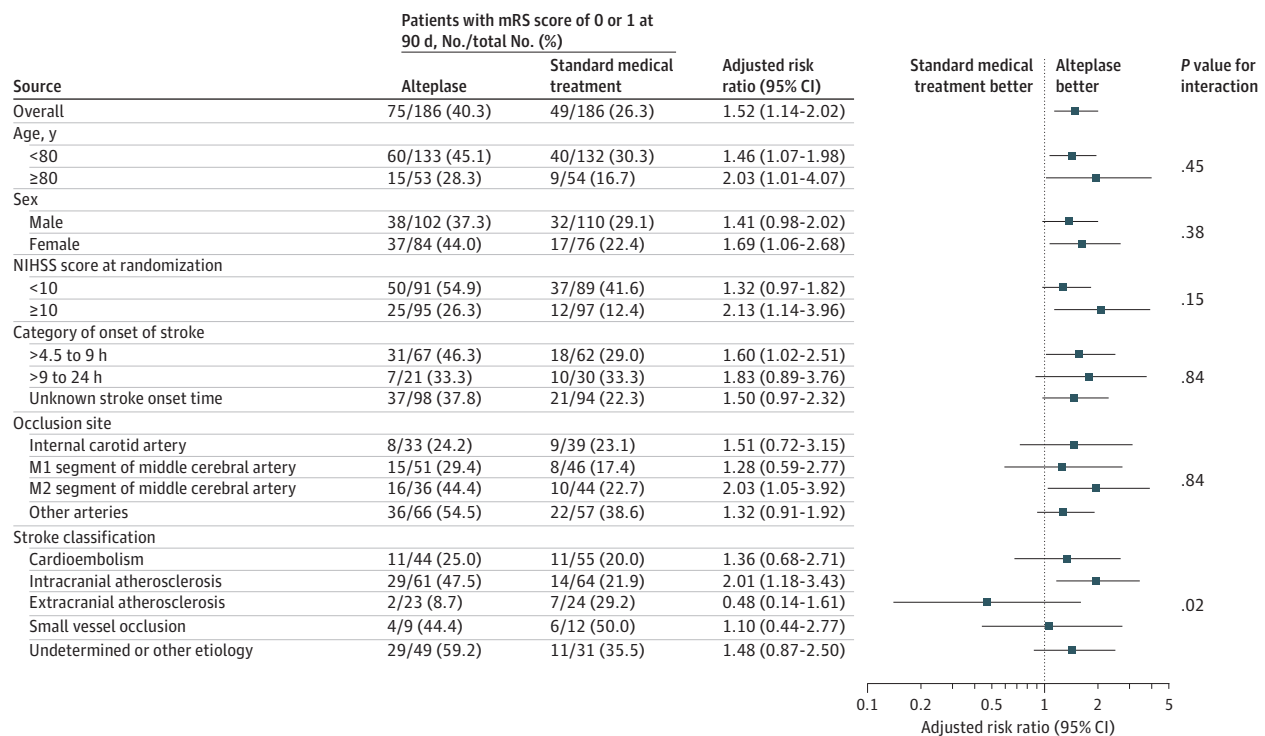 Patients with mRS score of 0 or 1 at
90 d, No./total No. (%)
Source Alteplase Standard medical treatment Adjusted risk ratio (95% CI) Standard medical treatment better Alteplase better P value for interaction
Overall 75/186 (40.3) 49/186 (26.3) 1.52 (1.14-2.02)
Age, y
<80 60/133 (45.1) 40/132 (30.3) 1.46 (1.07-1.98)
.45
≥80 15/53 (28.3) 9/54 (16.7) 2.03 (1.01-4.07)
Sex
Male 38/102 (37.3) 32/110 (29.1) 1.41 (0.98-2.02)
.38
Female 37/84 (44.0) 17/76 (22.4) 1.69 (1.06-2.68)
NIHSS score at randomization
<10 50/91 (54.9) 37/89 (41.6) 1.32 (0.97-1.82)
.15
≥10 25/95 (26.3) 12/97 (12.4) 2.13 (1.14-3.96)
Category of onset of stroke
>4.5 to 9 h 31/67 (46.3) 18/62 (29.0) 1.60 (1.02-2.51)
>9 to 24 h 7/21 (33.3) 10/30 (33.3) 1.83 (0.89-3.76) .84
Unknown stroke onset time 37/98 (37.8) 21/94 (22.3) 1.50 (0.97-2.32)
Occlusion site
Internal carotid artery 8/33 (24.2) 9/39 (23.1) 1.51 (0.72-3.15)
M1 segment of middle cerebral artery 15/51 (29.4) 8/46 (17.4) 1.28 (0.59-2.77)
.84
M2 segment of middle cerebral artery 16/36 (44.4) 10/44 (22.7) 2.03 (1.05-3.92)
Other arteries 36/66 (54.5) 22/57 (38.6) 1.32 (0.91-1.92)
Stroke classification
Cardioembolism 11/44 (25.0) 11/55 (20.0) 1.36 (0.68-2.71)
Intracranial atherosclerosis 29/61 (47.5) 14/64 (21.9) 2.01 (1.18-3.43)
Extracranial atherosclerosis 2/23 (8.7) 7/24 (29.2) 0.48 (0.14-1.61) .02
Small vessel occlusion 4/9 (44.4) 6/12 (50.0) 1.10 (0.44-2.77)
Undetermined or other etiology 29/49 (59.2) 11/31 (35.5) 1.48 (0.87-2.50)
0.1 0.2 0.5 1 2 5
Adjusted risk ratio (95% CI)